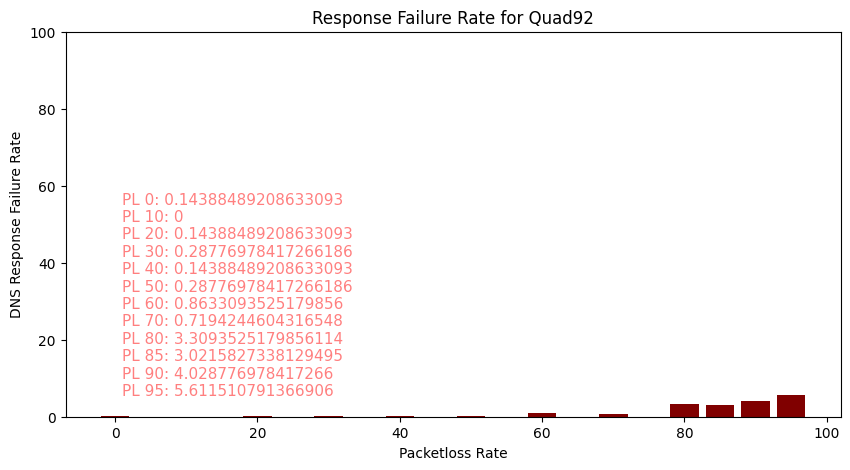 Response Failure Rate for Quad92
100
80
60
40
20
0
DNS Response Failure Rate
PL 0: 0.14388489208633093
PL 10: 0
PL 20: 0.14388489208633093
PL 30: 0.28776978417266186
PL 40: 0.14388489208633093
PL 50: 0.28776978417266186
PL 60: 0.8633093525179856
PL 70: 0.7194244604316548
PL 80: 3.3093525179856114
PL 85: 3.0215827338129495
PL 90: 4.028776978417266
PL 95: 5.611510791366906
0 20 40 60 80 100
Packetloss Rate